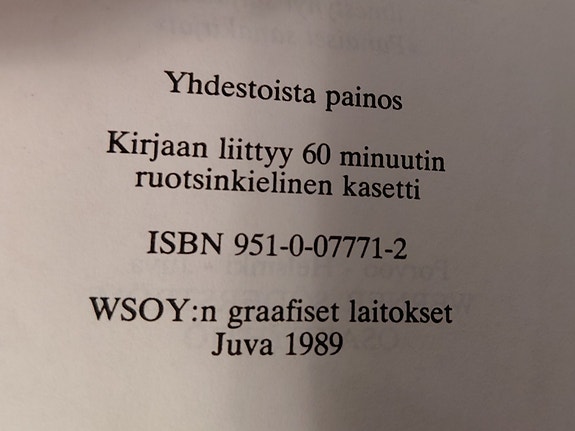 Yhdestoista painos
Kirjaan liittyy 60 minuutin
ruotsinkielinen kasetti
ISBN 951-0-07771-2
WSOY:n graafiset laitokset
Juva 1989